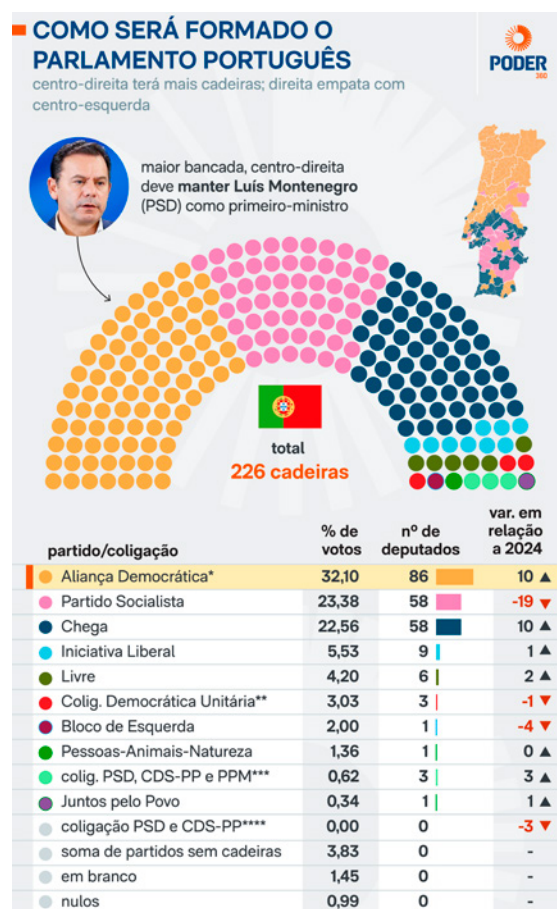 COMO SERÁ FORMADO O
PARLAMENTO PORTUGUÊS
PODER
360
centro-direita terá mais cadeiras; direita empata com
centro-esquerda
maior bancada, centro-direita
deve manter Luís Montenegro
(PSD) como primeiro-ministro
total
226 cadeiras
partido/coligação
% de
votos
nº de
deputados
var. em
relação
a 2024
Aliança Democrática* 32,10 86 10 ▲
Partido Socialista 23,38 58 -19 ▼
Chega 22,56 58 10 ▲
Iniciativa Liberal 5,53 9 1 ▲
Livre 4,20 6 2 ▲
Colig. Democrática Unitária** 3,03 3 -1 ▼
Bloco de Esquerda 2,00 1 -4 ▼
Pessoas-Animais-Natureza 1,36 1 0 ▲
colig. PSD, CDS-PP e PPM*** 0,62 3 3 ▲
Juntos pelo Povo 0,34 1 1 ▲
coligação PSD e CDS-PP**** 0,00 0 -3 ▼
soma de partidos sem cadeiras 3,83 0 -
em branco 1,45 0 -
nulos 0,99 0 -